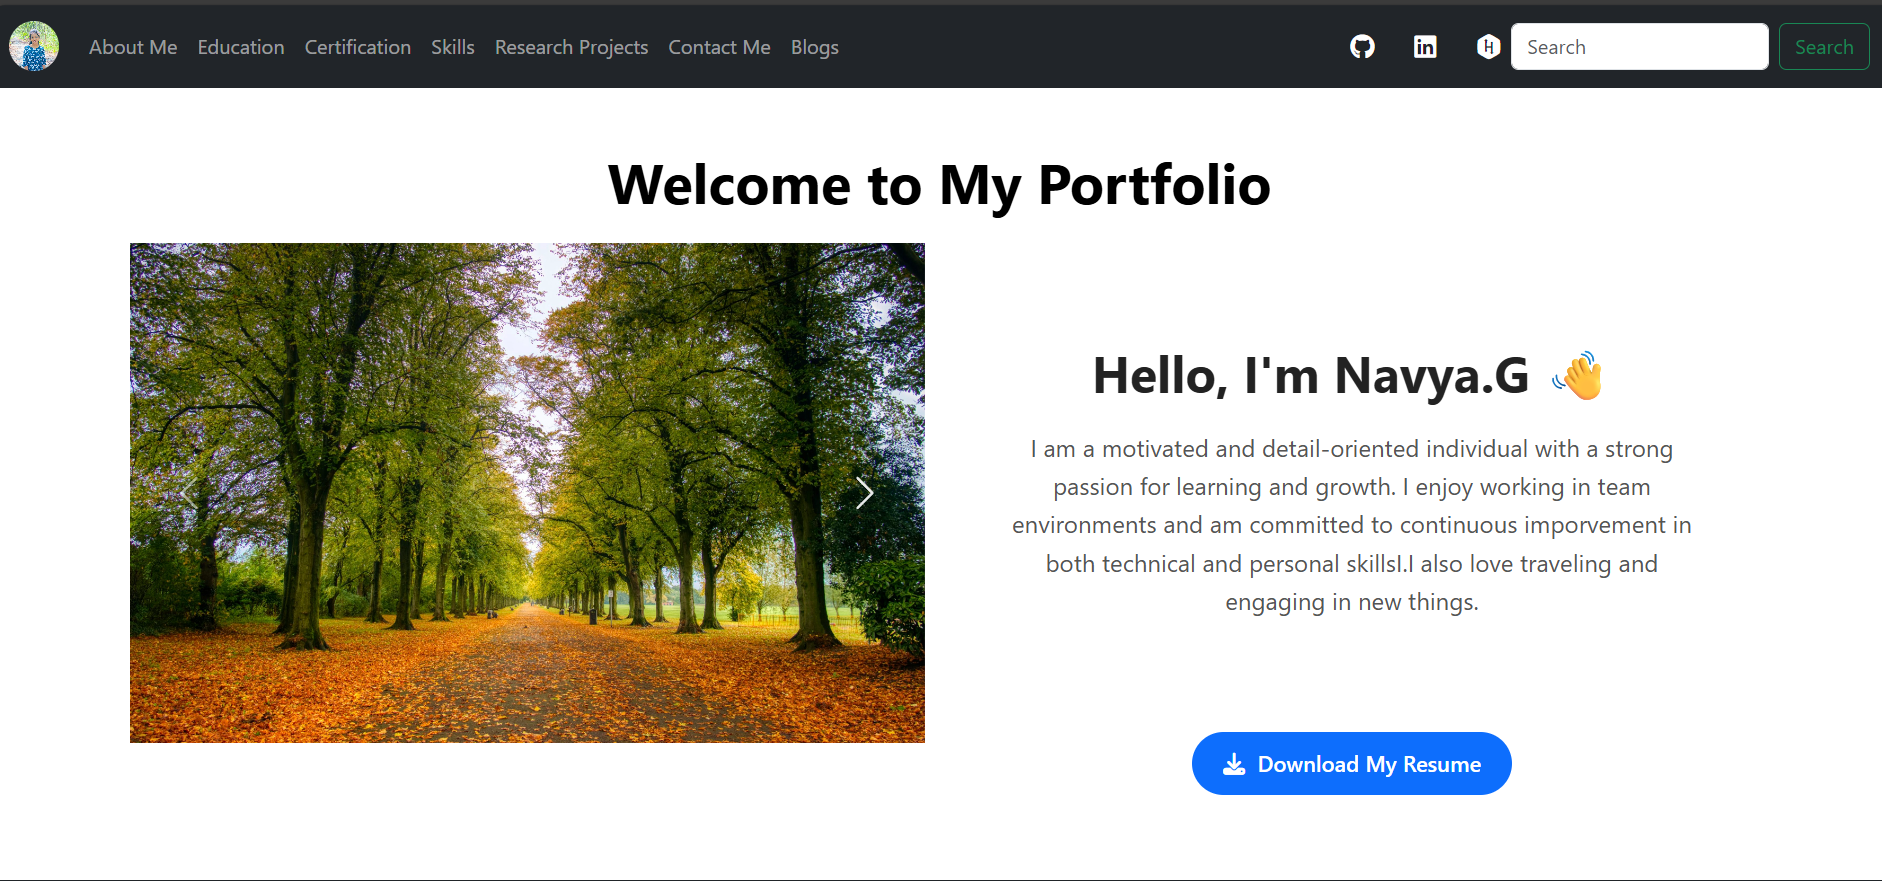 About Me Education Certification Skills Research Projects Contact Me Blogs Search Search
Welcome to My Portfolio
Hello, I'm Navya.G 👋
I am a motivated and detail-oriented individual with a strong
passion for learning and growth. I enjoy working in team
environments and am committed to continuous imporvement in
both technical and personal skillsl.I also love traveling and
engaging in new things.
Download My Resume